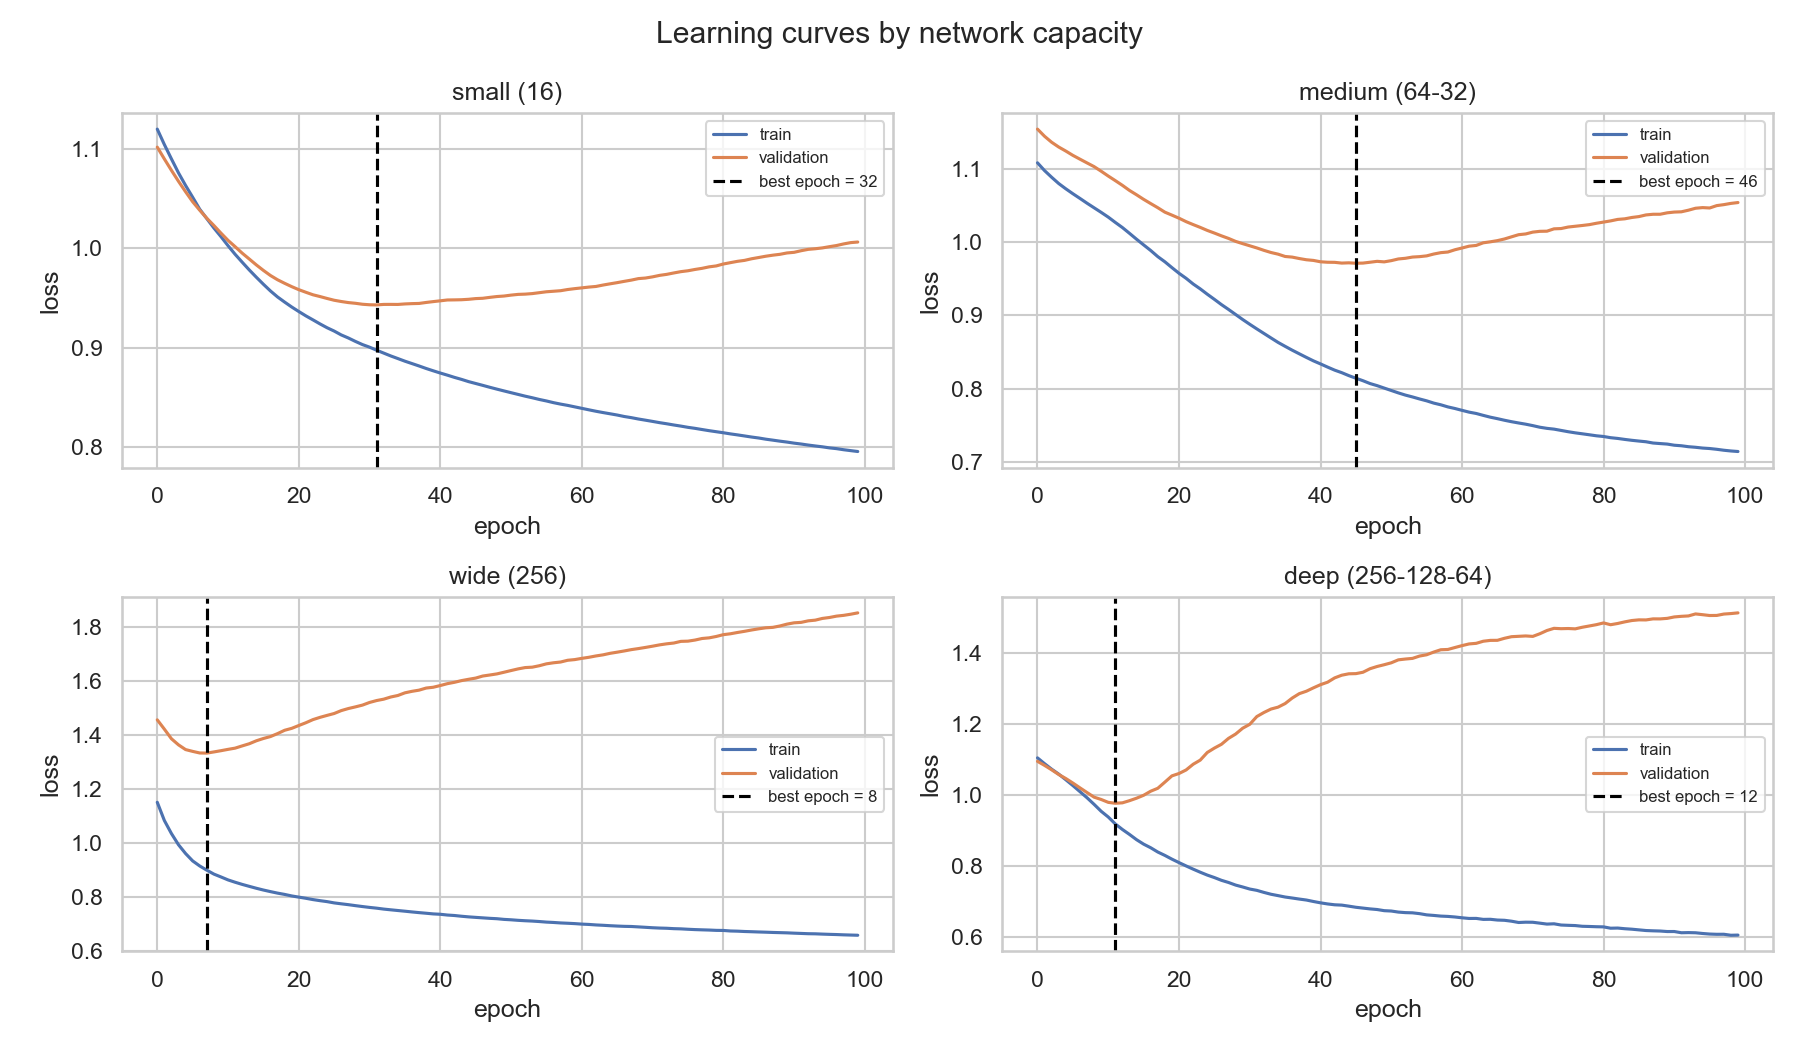 Learning curves by network capacity
small (16)
loss
1.1
1.0
0.9
0.8
train
validation
best epoch = 32
0 20 40 60 80 100
epoch
medium (64-32)
loss
1.1
1.0
0.9
0.8
0.7
train
validation
best epoch = 46
0 20 40 60 80 100
epoch
wide (256)
loss
1.8
1.6
1.4
1.2
1.0
0.8
0.6
train
validation
best epoch = 8
0 20 40 60 80 100
epoch
deep (256-128-64)
loss
1.4
1.2
1.0
0.8
0.6
train
validation
best epoch = 12
0 20 40 60 80 100
epoch